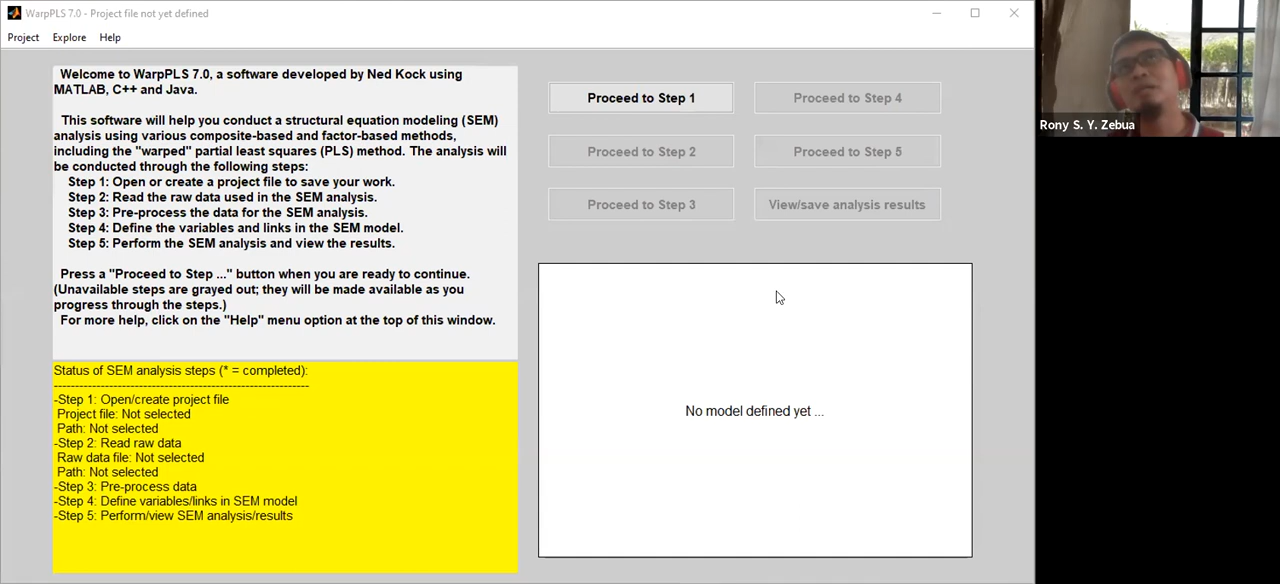 WarpPLS 7.0 - Project file not yet defined
Project Explore Help
Welcome to WarpPLS 7.0, a software developed by Ned Kock using
MATLAB, C++ and Java.
This software will help you conduct a structural equation modeling (SEM)
analysis using various composite-based and factor-based methods,
including the "warped" partial least squares (PLS) method. The analysis will
be conducted through the following steps:
Step 1: Open or create a project file to save your work.
Step 2: Read the raw data used in the SEM analysis.
Step 3: Pre-process the data for the SEM analysis.
Step 4: Define the variables and links in the SEM model.
Step 5: Perform the SEM analysis and view the results.
Press a "Proceed to Step ..." button when you are ready to continue.
(Unavailable steps are grayed out; they will be made available as you
progress through the steps.)
For more help, click on the "Help" menu option at the top of this window.
Status of SEM analysis steps (* = completed):
------------------------------------------------------------
-Step 1: Open/create project file
Project file: Not selected
Path: Not selected
-Step 2: Read raw data
Raw data file: Not selected
Path: Not selected
-Step 3: Pre-process data
-Step 4: Define variables/links in SEM model
-Step 5: Perform/view SEM analysis/results
Proceed to Step 1
Proceed to Step 4
Proceed to Step 2
Proceed to Step 5
Proceed to Step 3
View/save analysis results
No model defined yet ...
Rony S. Y. Zebua